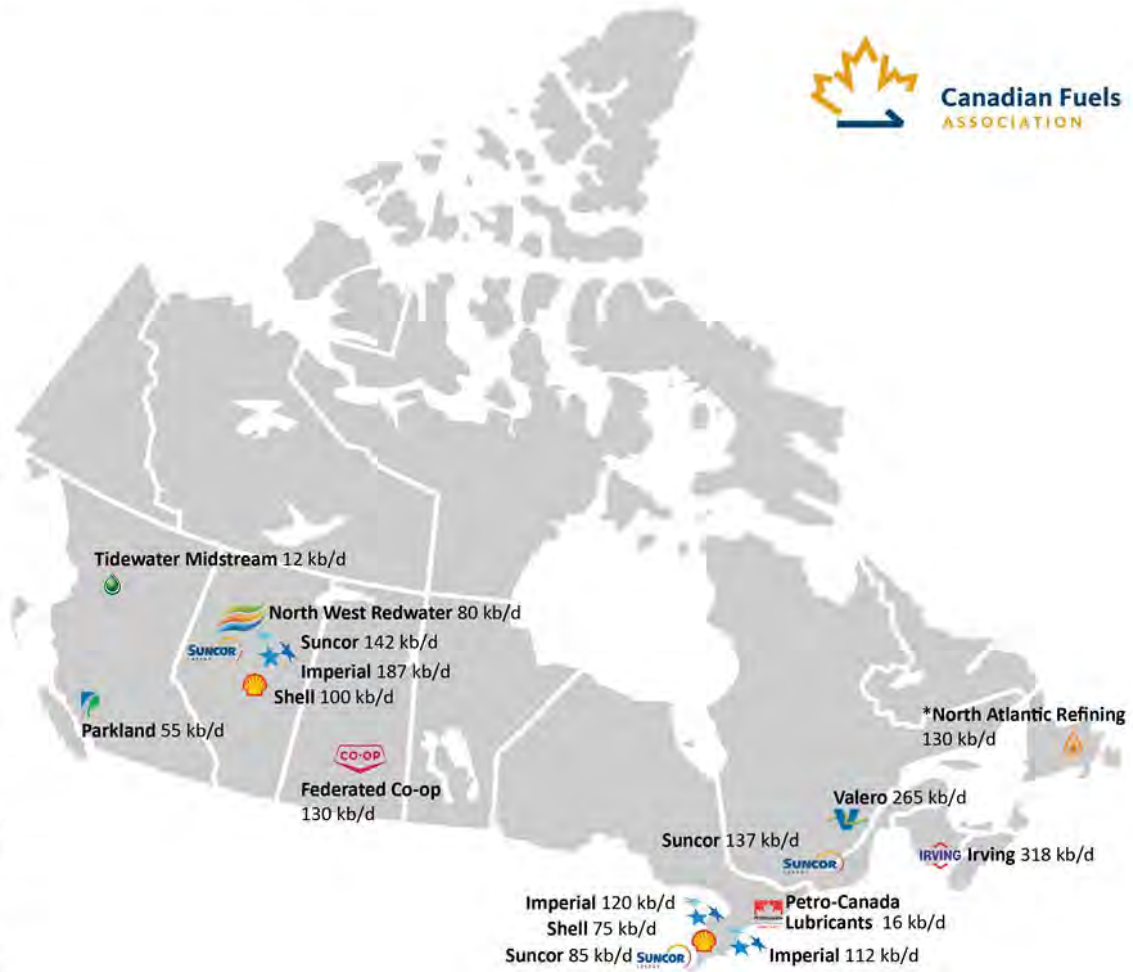 Canadian Fuels
ASSOCIATION
Tidewater Midstream 12 kb/d
North West Redwater 80 kb/d
SUNCOR
Suncor 142 kb/d
Imperial 187 kb/d
Shell 100 kb/d
Parkland 55 kb/d
CO-OP
Federated Co-op
130 kb/d
*North Atlantic Refining
130 kb/d
Valero 265 kb/d
Suncor 137 kb/d
SUNCOR
IRVING Irving 318 kb/d
Imperial 120 kb/d
Shell 75 kb/d
Suncor 85 kb/d SUNCOR
Petro-Canada
Lubricants 16 kb/d
Imperial 112 kb/d